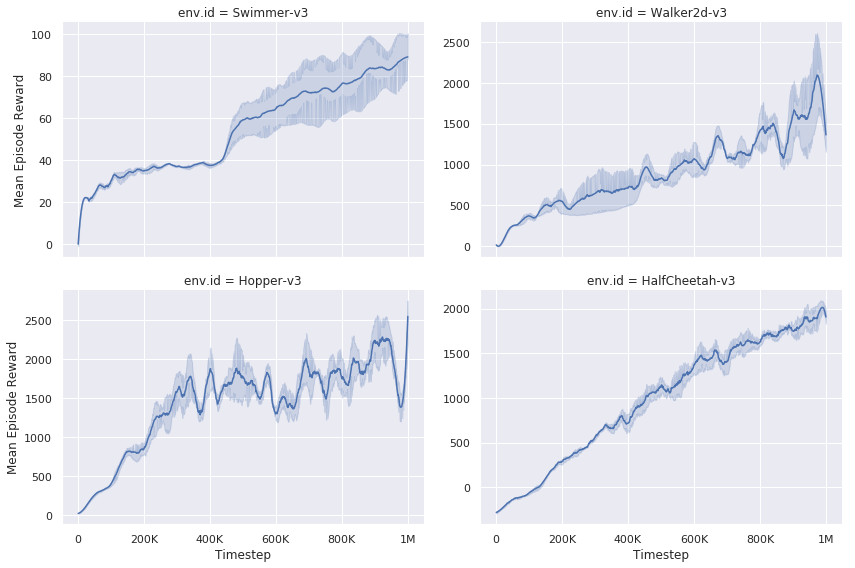 env.id = Swimmer-v3
100
80
60
40
20
0
Mean Episode Reward
env.id = Walker2d-v3
2500
2000
1500
1000
500
0
env.id = Hopper-v3
2500
2000
1500
1000
500
0
Mean Episode Reward
0 200K 400K 600K 800K 1M
Timestep
env.id = HalfCheetah-v3
2000
1500
1000
500
0
0 200K 400K 600K 800K 1M
Timestep